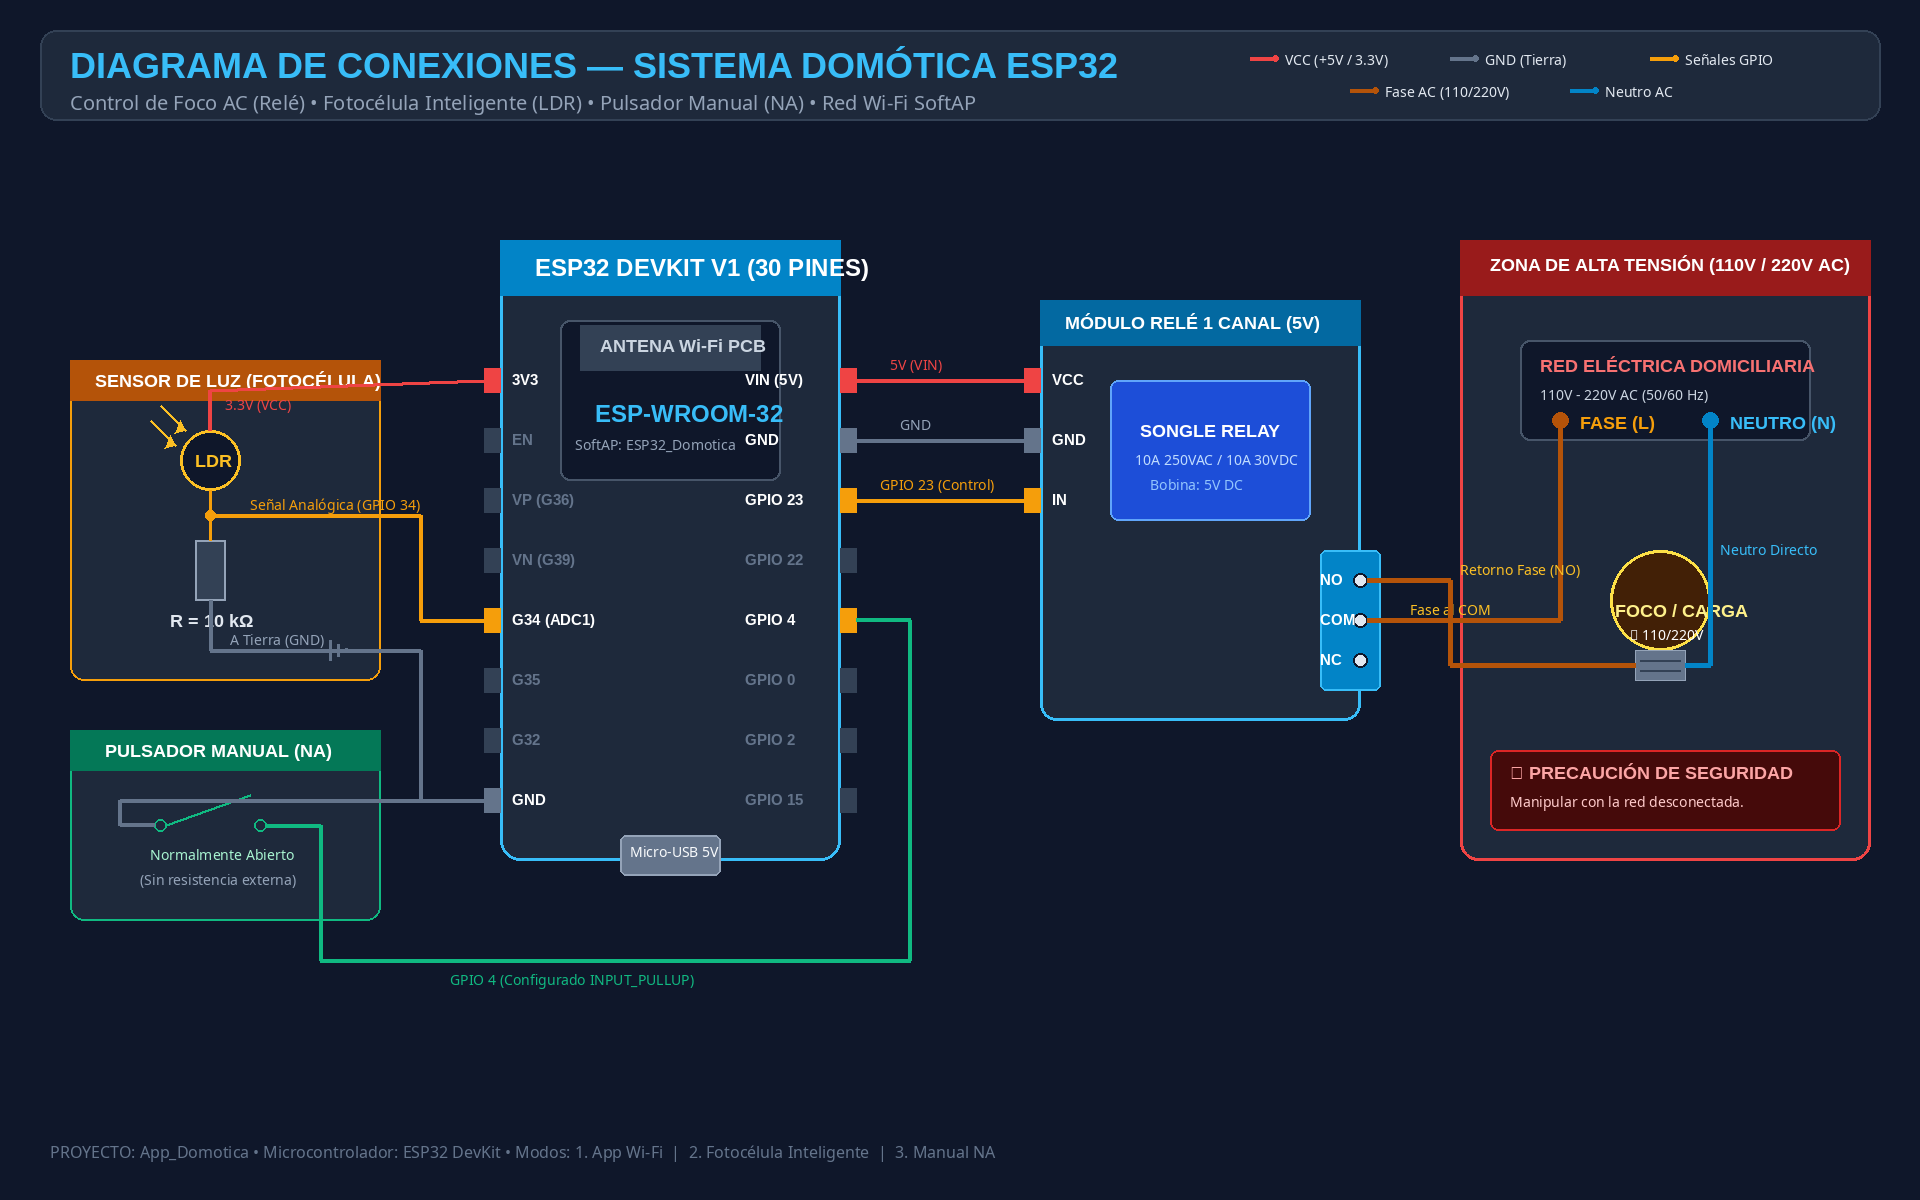 DIAGRAMA DE CONEXIONES — SISTEMA DOMÓTICA ESP32
Control de Foco AC (Relé) • Fotocélula Inteligente (LDR) • Pulsador Manual (NA) • Red Wi-Fi SoftAP
VCC (+5V / 3.3V)
GND (Tierra)
Señales GPIO
Fase AC (110/220V)
Neutro AC
SENSOR DE LUZ (FOTOCÉLULA)
3.3V (VCC)
LDR
Señal Analógica (GPIO 34)
R = 10 kΩ
A Tierra (GND)
PULSADOR MANUAL (NA)
Normalmente Abierto
(Sin resistencia externa)
ESP32 DEVKIT V1 (30 PINES)
ANTENA Wi-Fi PCB
ESP-WROOM-32
SoftAP: ESP32_Domotica
3V3
EN
VP (G36)
VN (G39)
G34 (ADC1)
G35
G32
GND
VIN (5V)
GND
GPIO 23
GPIO 22
GPIO 4
GPIO 0
GPIO 2
GPIO 15
Micro-USB 5V
GPIO 4 (Configurado INPUT_PULLUP)
5V (VIN)
GND
GPIO 23 (Control)
MÓDULO RELÉ 1 CANAL (5V)
VCC
GND
IN
SONGLE RELAY
10A 250VAC / 10A 30VDC
Bobina: 5V DC
NO
COM
NC
ZONA DE ALTA TENSIÓN (110V / 220V AC)
RED ELÉCTRICA DOMICILIARIA
110V - 220V AC (50/60 Hz)
FASE (L)
NEUTRO (N)
Neutro Directo
Retorno Fase (NO)
Fase al COM
FOCO / CARGA
110/220V
PRECAUCIÓN DE SEGURIDAD
Manipular con la red desconectada.
PROYECTO: App_Domotica • Microcontrolador: ESP32 DevKit • Modos: 1. App Wi-Fi | 2. Fotocélula Inteligente | 3. Manual NA